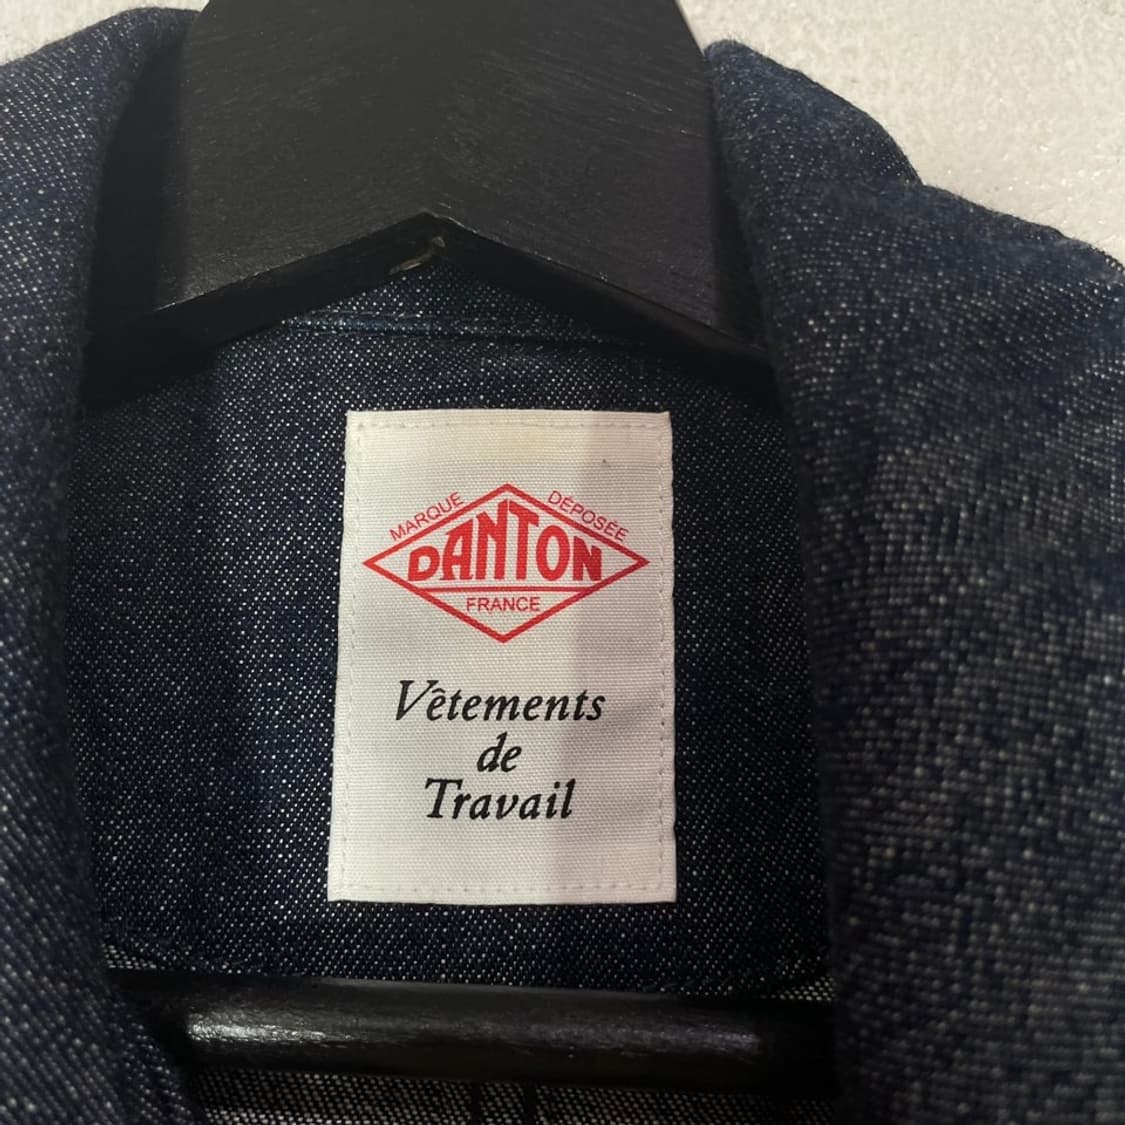 MARQUE DÉPOSÉE
DANTON
FRANCE
Vêtements
de
Travail